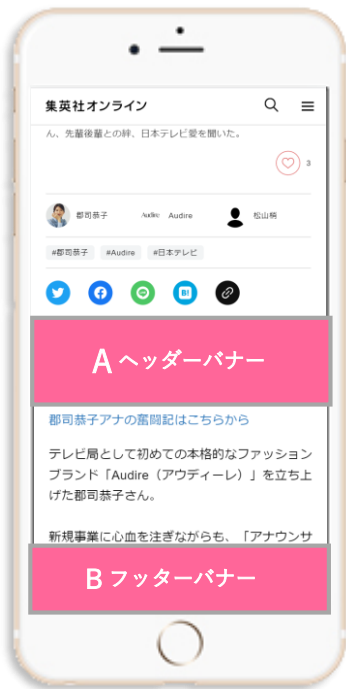 集英社オンライン
ん、先輩後輩との絆、日本テレビ愛を聞いた。
3
郡司恭子 Audire Audire 松山梢
#郡司恭子 #Audire #日本テレビ
B!
A ヘッダーバナー
郡司恭子アナの奮闘記はこちらから
テレビ局として初めての本格的なファッション
ブランド「Audire（アウディーレ）」を立ち上
げた郡司恭子さん。
新規事業に心血を注ぎながらも、「アナウンサ
B フッターバナー